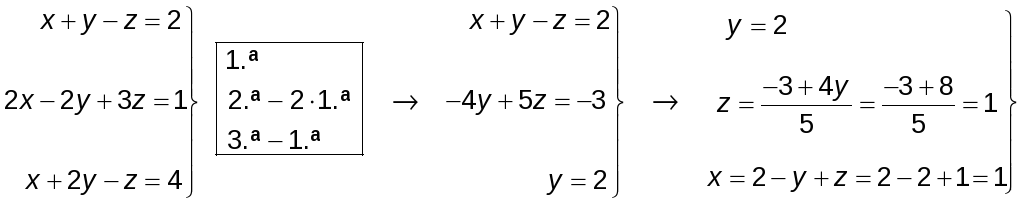 x + y − z = 2
2x − 2y + 3z = 1
x + 2y − z = 4
1.ª
2.ª − 2 · 1.ª
3.ª − 1.ª
→
x + y − z = 2
−4y + 5z = −3
y = 2
→
y = 2
z = (−3 + 4y)/5 = (−3 + 8)/5 = 1
x = 2 − y + z = 2 − 2 + 1 = 1